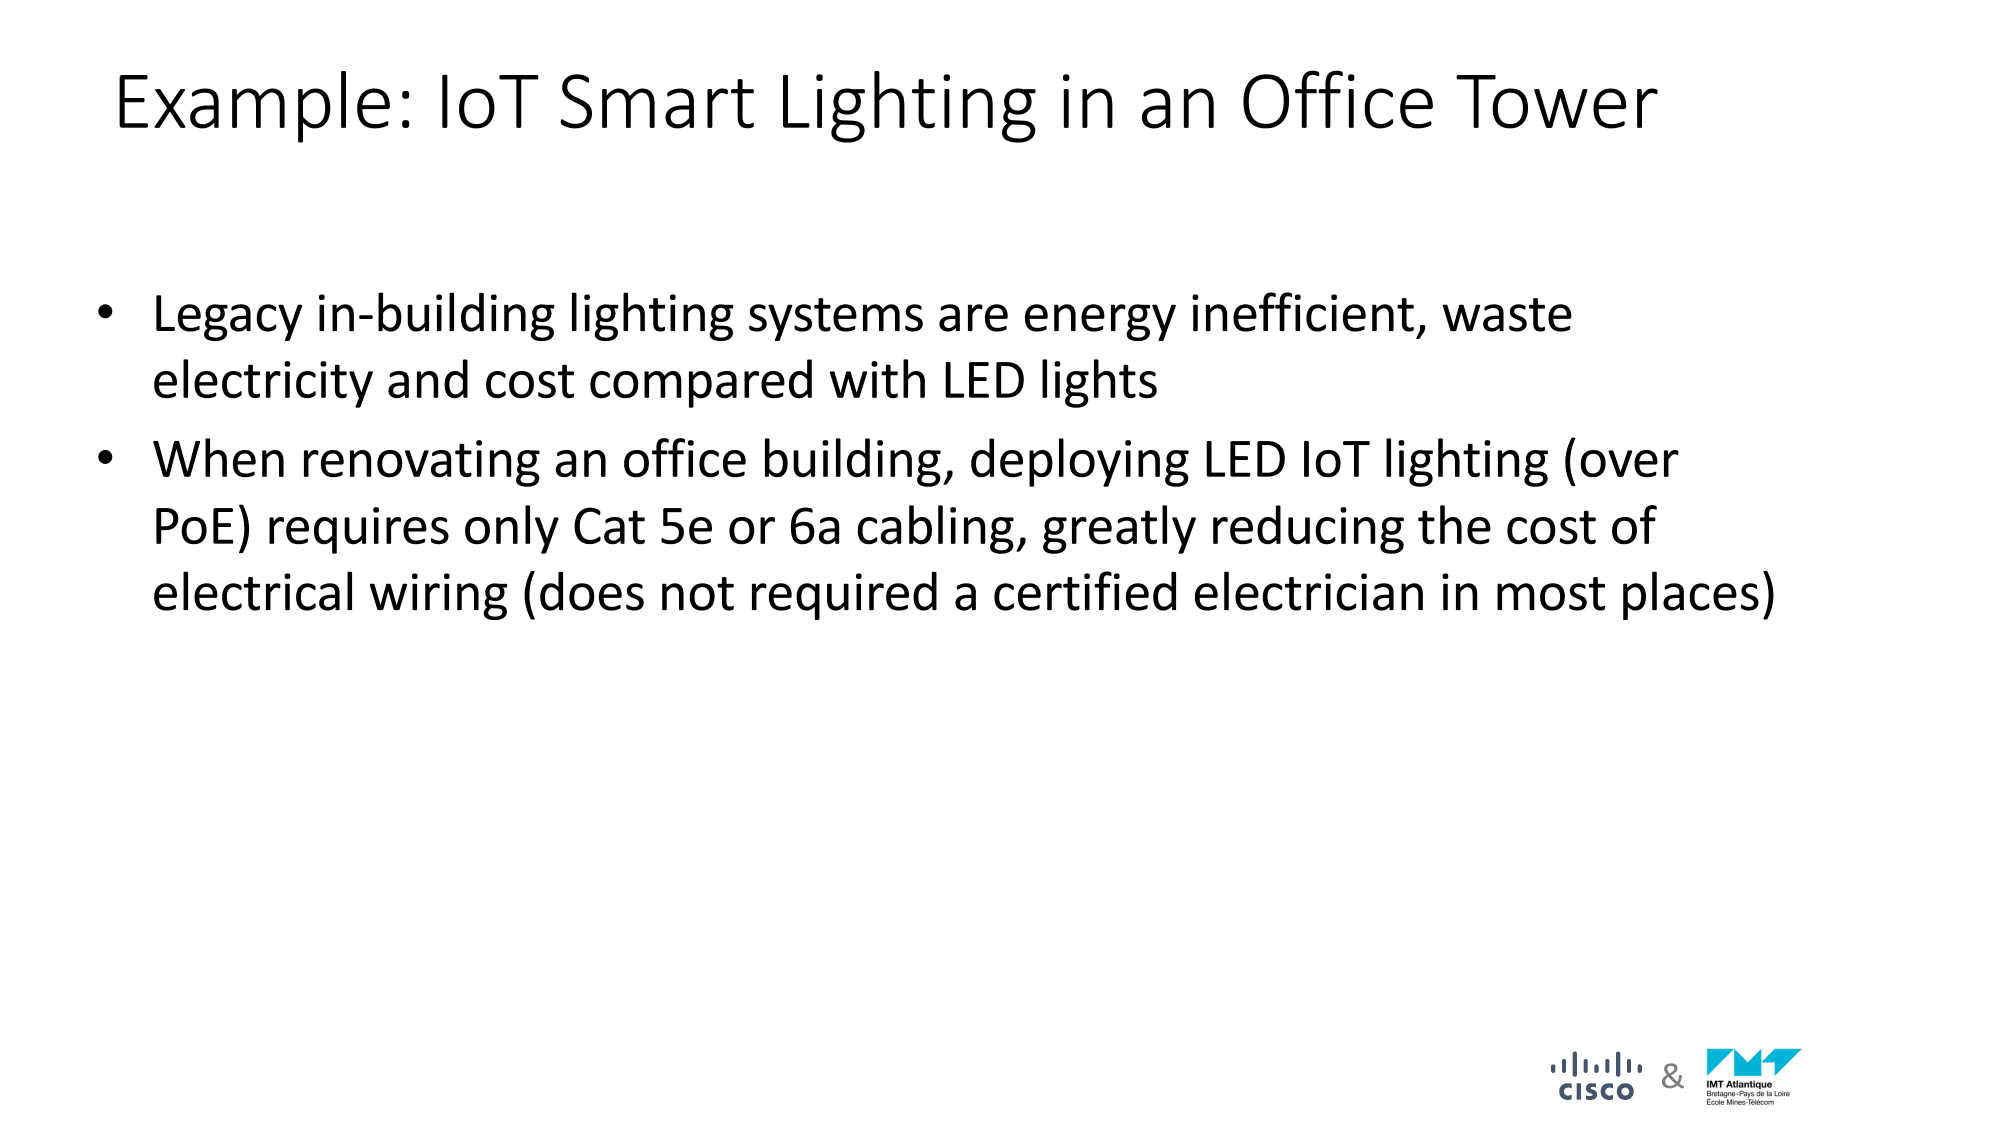 Example: IoT Smart Lighting in an Office Tower
• Legacy in-building lighting systems are energy inefficient, waste
electricity and cost compared with LED lights
• When renovating an office building, deploying LED IoT lighting (over
PoE) requires only Cat 5e or 6a cabling, greatly reducing the cost of
electrical wiring (does not required a certified electrician in most places)
CISCO & IMT Atlantique
Bretagne-Pays de la Loire
École Mines-Télécom